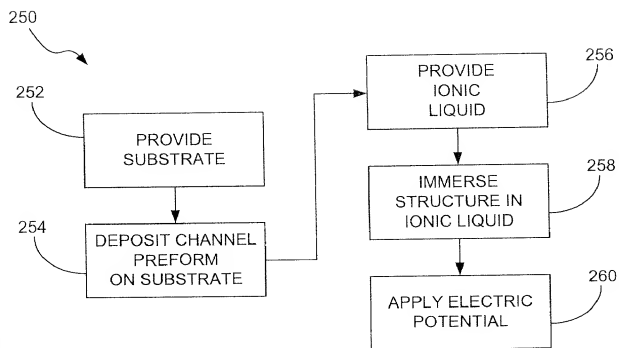 250
252
PROVIDE
SUBSTRATE
254
DEPOSIT CHANNEL
PREFORM
ON SUBSTRATE
PROVIDE
IONIC
LIQUID
256
IMMERSE
STRUCTURE IN
IONIC LIQUID
258
APPLY ELECTRIC
POTENTIAL
260